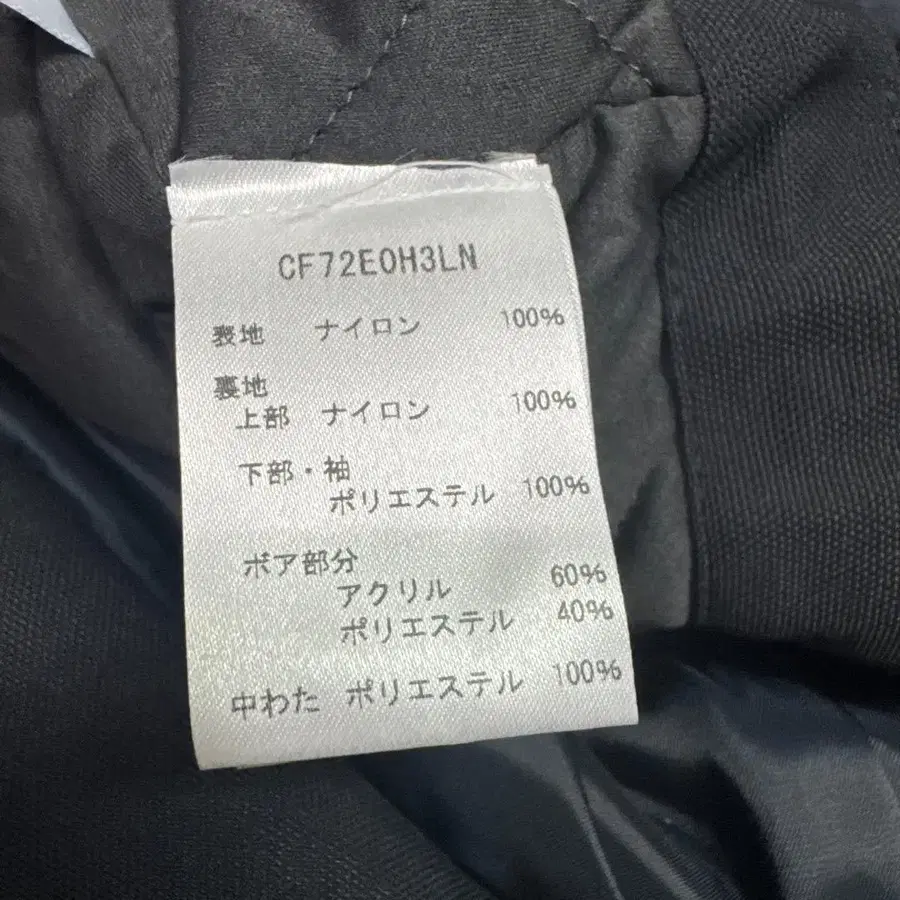 CF72E0H3LN
表地 ナイロン 100%
裏地
上部 ナイロン 100%
下部・袖
ポリエステル 100%
ボア部分
アクリル 60%
ポリエステル 40%
中わた ポリエステル 100%